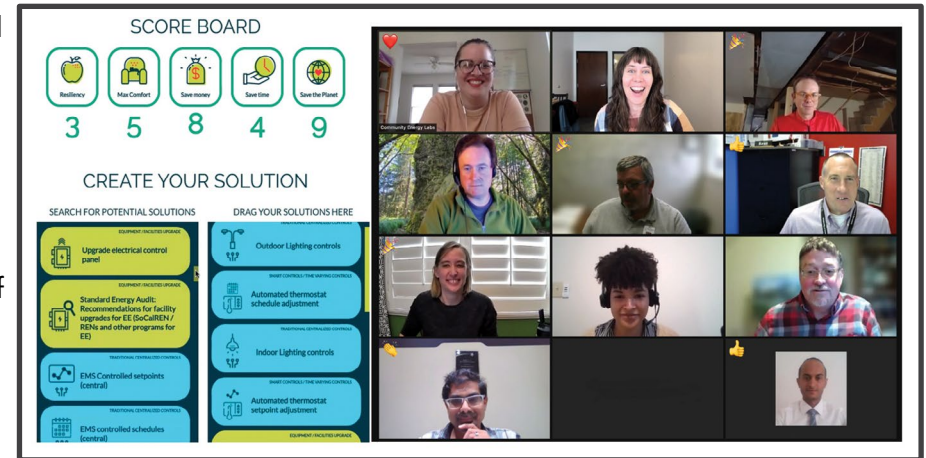 SCORE BOARD
Resiliency
Max Comfort
Save money
Save time
Save the Planet
3
5
8
4
9
CREATE YOUR SOLUTION
SEARCH FOR POTENTIAL SOLUTIONS
EQUIPMENT / FACILITIES UPGRADE
Upgrade electrical control
panel
EQUIPMENT / FACILITIES UPGRADE
Standard Energy Audit:
Recommendations for facility
upgrades for EE (SoCalREN /
RENs and other programs for
EE)
TRADITIONAL CENTRALIZED CONTROLS
EMS Controlled setpoints
(central)
TRADITIONAL CENTRALIZED CONTROLS
EMS controlled schedules
(central)
DRAG YOUR SOLUTIONS HERE
TRADITIONAL CENTRALIZED CONTROLS
Outdoor Lighting controls
SMART CONTROLS / TIME VARYING CONTROLS
Automated thermostat
schedule adjustment
TRADITIONAL CENTRALIZED CONTROLS
Indoor Lighting controls
SMART CONTROLS / TIME VARYING CONTROLS
Automated thermostat
setpoint adjustment
EQUIPMENT / FACILITIES UPGRADE
Community Energy Labs